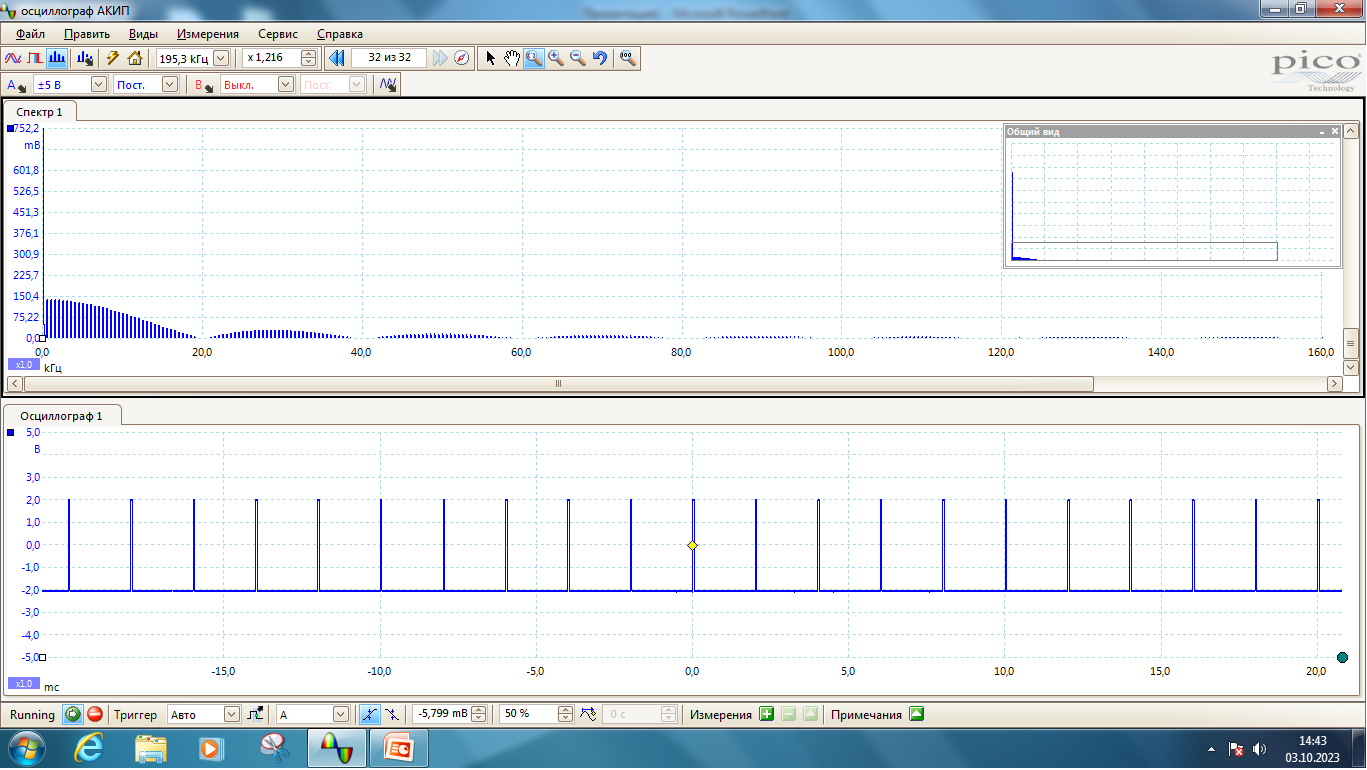 осциллограф АКИП
Файл Править Виды Измерения Сервис Справка
195,3 кГц x 1,216 32 из 32
A ±5 В Пост. B Выкл. Пост.
pico
Technology
Спектр 1
752,2
mВ
601,8
526,5
451,3
376,1
300,9
225,7
150,4
75,22
0,0
0,0 20,0 40,0 60,0 80,0 100,0 120,0 140,0 160,0
x1,0
кГц
Общий вид
Осциллограф 1
5,0
В
3,0
2,0
1,0
0,0
-1,0
-2,0
-3,0
-4,0
-5,0
-15,0 -10,0 -5,0 0,0 5,0 10,0 15,0 20,0
x1,0
mc
Running Триггер Авто A -5,799 mВ 50 % 0 с Измерения Примечания
14:43
03.10.2023